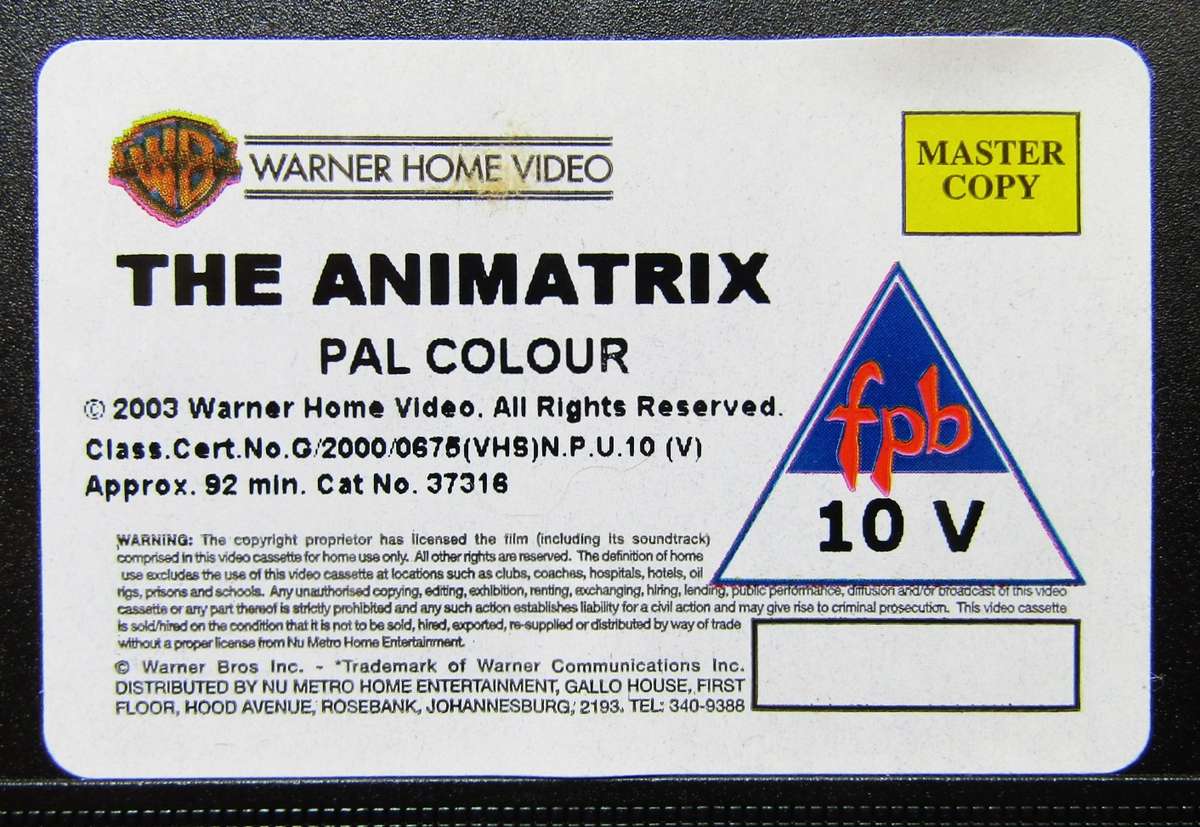 WB WARNER HOME VIDEO
MASTER
COPY
THE ANIMATRIX
PAL COLOUR
© 2003 Warner Home Video. All Rights Reserved.
Class.Cert.No.G/2000/0675(VHS)N.P.U.10 (V)
Approx. 92 min. Cat No. 37316
fpb
10 V
WARNING: The copyright proprietor has licensed the film (including its soundtrack)
comprised in this video cassette for home use only. All other rights are reserved. The definition of home
use excludes the use of this video cassette at locations such as clubs, coaches, hospitals, hotels, oil
rigs, prisons and schools. Any unauthorised copying, editing, exhibition, renting, exchanging, hiring, lending, public performance, diffusion and/or broadcast of this video
cassette or any part thereof is strictly prohibited and any such action establishes liability for a civil action and may give rise to criminal prosecution. This video cassette
is sold/hired on the condition that it is not to be sold, hired, exported, re-supplied or distributed by way of trade
without a proper license from Nu Metro Home Entertainment.
© Warner Bros Inc. - *Trademark of Warner Communications Inc.
DISTRIBUTED BY NU METRO HOME ENTERTAINMENT, GALLO HOUSE, FIRST
FLOOR, HOOD AVENUE, ROSEBANK, JOHANNESBURG, 2193. TEL: 340-9388